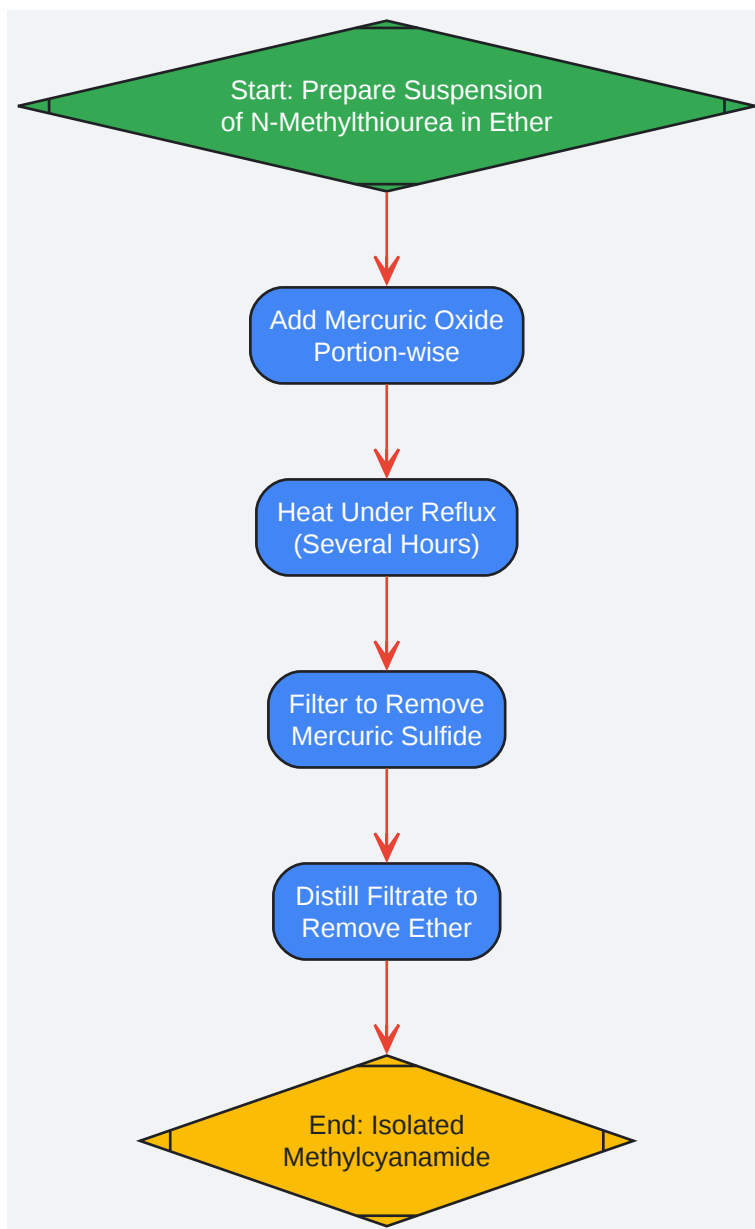 Start: Prepare Suspension
of N-Methylthiourea in Ether
Add Mercuric Oxide
Portion-wise
Heat Under Reflux
(Several Hours)
Filter to Remove
Mercuric Sulfide
Distill Filtrate to
Remove Ether
End: Isolated
Methylcyanamide